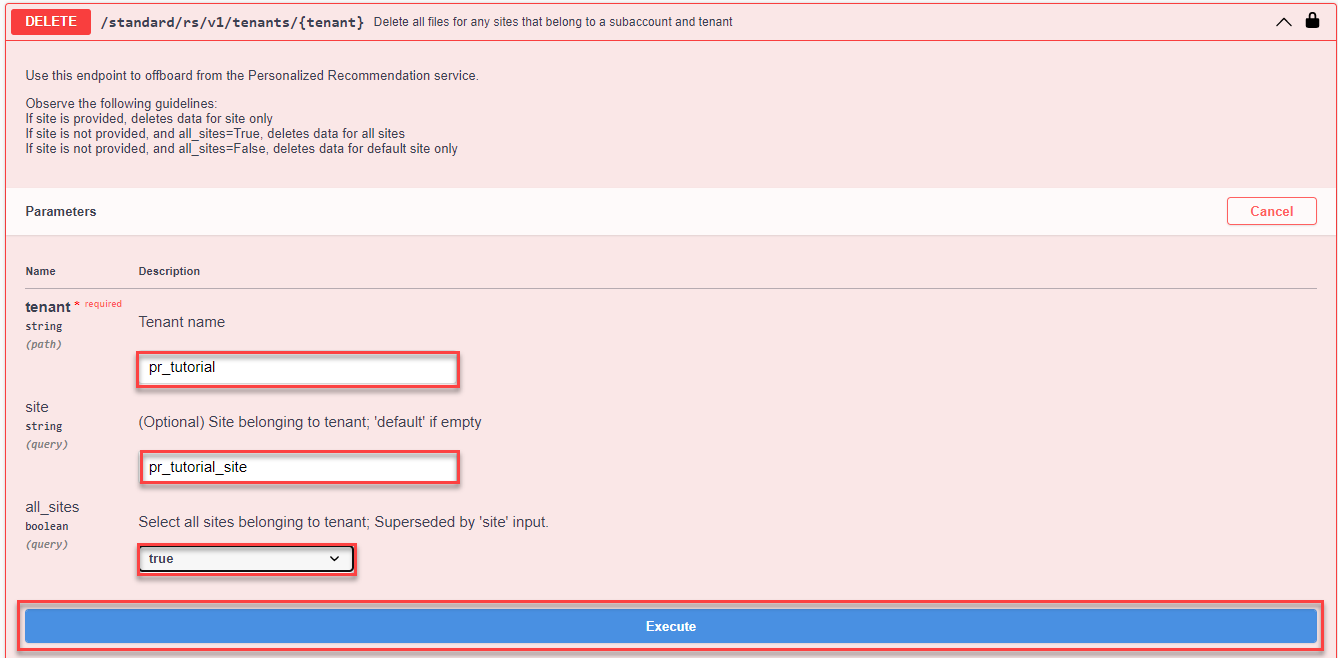 DELETE /standard/rs/v1/tenants/{tenant} Delete all files for any sites that belong to a subaccount and tenant
Use this endpoint to offboard from the Personalized Recommendation service.
Observe the following guidelines:
If site is provided, deletes data for site only
If site is not provided, and all_sites=True, deletes data for all sites
If site is not provided, and all_sites=False, deletes data for default site only
Parameters Cancel
Name Description
tenant * required
string
(path)
Tenant name
pr_tutorial
site
string
(query)
(Optional) Site belonging to tenant; 'default' if empty
pr_tutorial_site
all_sites
boolean
(query)
Select all sites belonging to tenant; Superseded by 'site' input.
true
Execute